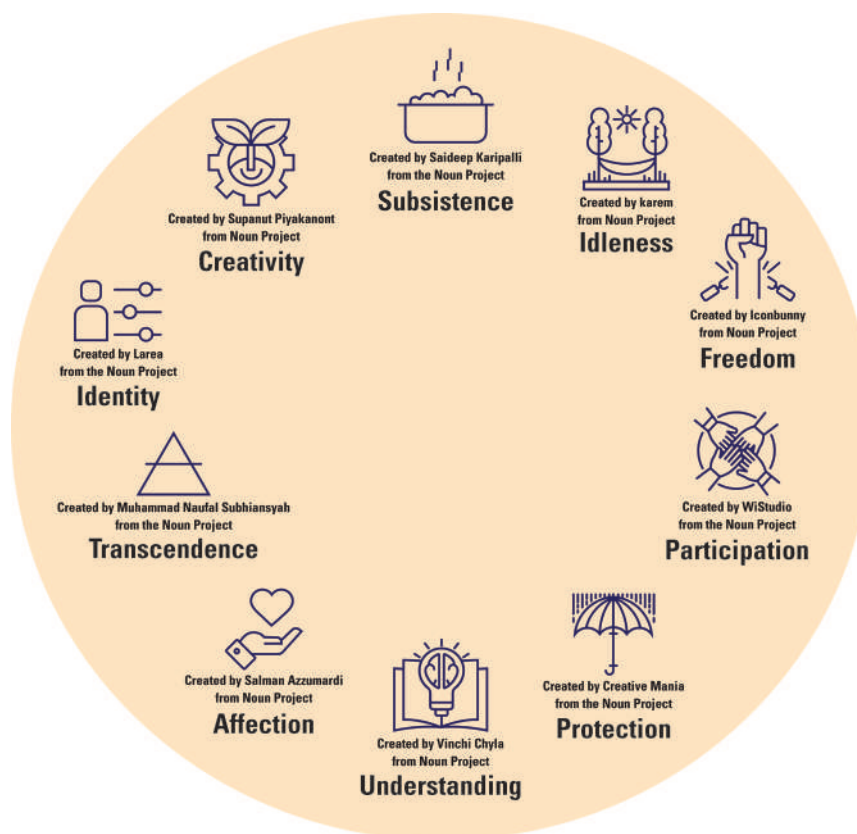 Created by Saideep Karipalli
from the Noun Project
Subsistence
Created by karem
from Noun Project
Idleness
Created by Iconbunny
from Noun Project
Freedom
Created by WiStudio
from the Noun Project
Participation
Created by Creative Mania
from the Noun Project
Protection
Created by Vinchi Chyla
from Noun Project
Understanding
Created by Salman Azzumardi
from Noun Project
Affection
Created by Muhammad Naufal Subhiansyah
from the Noun Project
Transcendence
Created by Larea
from the Noun Project
Identity
Created by Supanut Piyakanont
from Noun Project
Creativity